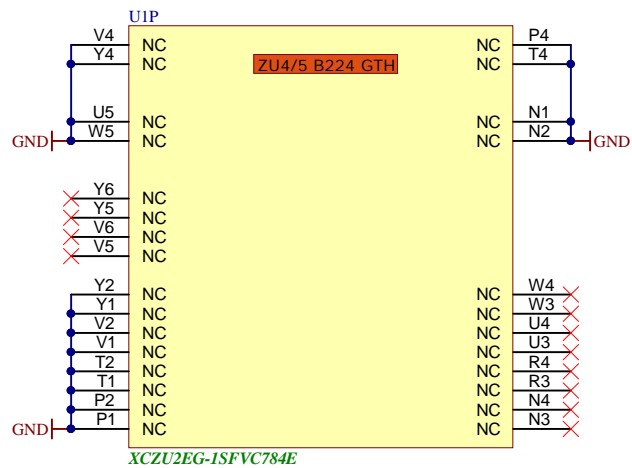 U1P
ZU4/5 B224 GTH
V4 NC NC P4
Y4 NC NC T4
U5 NC NC N1
GND W5 NC NC N2 GND
Y6 NC
Y5 NC
V6 NC
V5 NC
Y2 NC NC W4
Y1 NC NC W3
V2 NC NC U4
V1 NC NC U3
T2 NC NC R4
T1 NC NC R3
P2 NC NC N4
GND P1 NC NC N3
XCZU2EG-1SFVC784E